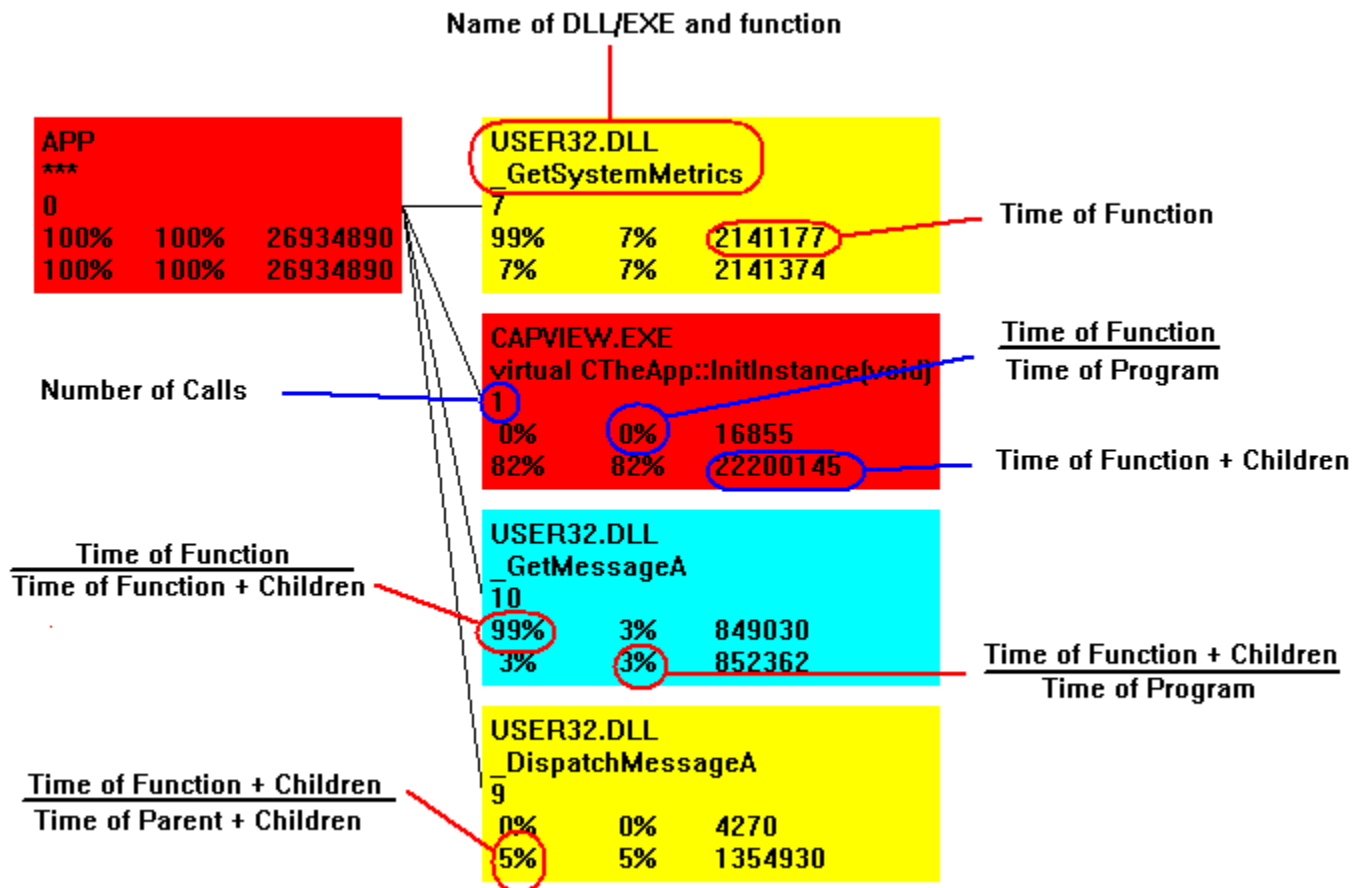 Name of DLL/EXE and function
APP
***
0
100% 100% 26934890
100% 100% 26934890
USER32.DLL
_GetSystemMetrics
7
99% 7% 2141177
7% 7% 2141374
Time of Function
CAPVIEW.EXE
virtual CTheApp::InitInstance(void)
1
0% 0% 16855
82% 82% 22200145
Number of Calls
Time of Function
Time of Program
Time of Function + Children
USER32.DLL
_GetMessageA
10
99% 3% 849030
3% 3% 852362
Time of Function
Time of Function + Children
Time of Function + Children
Time of Program
USER32.DLL
_DispatchMessageA
9
0% 0% 4270
5% 5% 1354930
Time of Function + Children
Time of Parent + Children